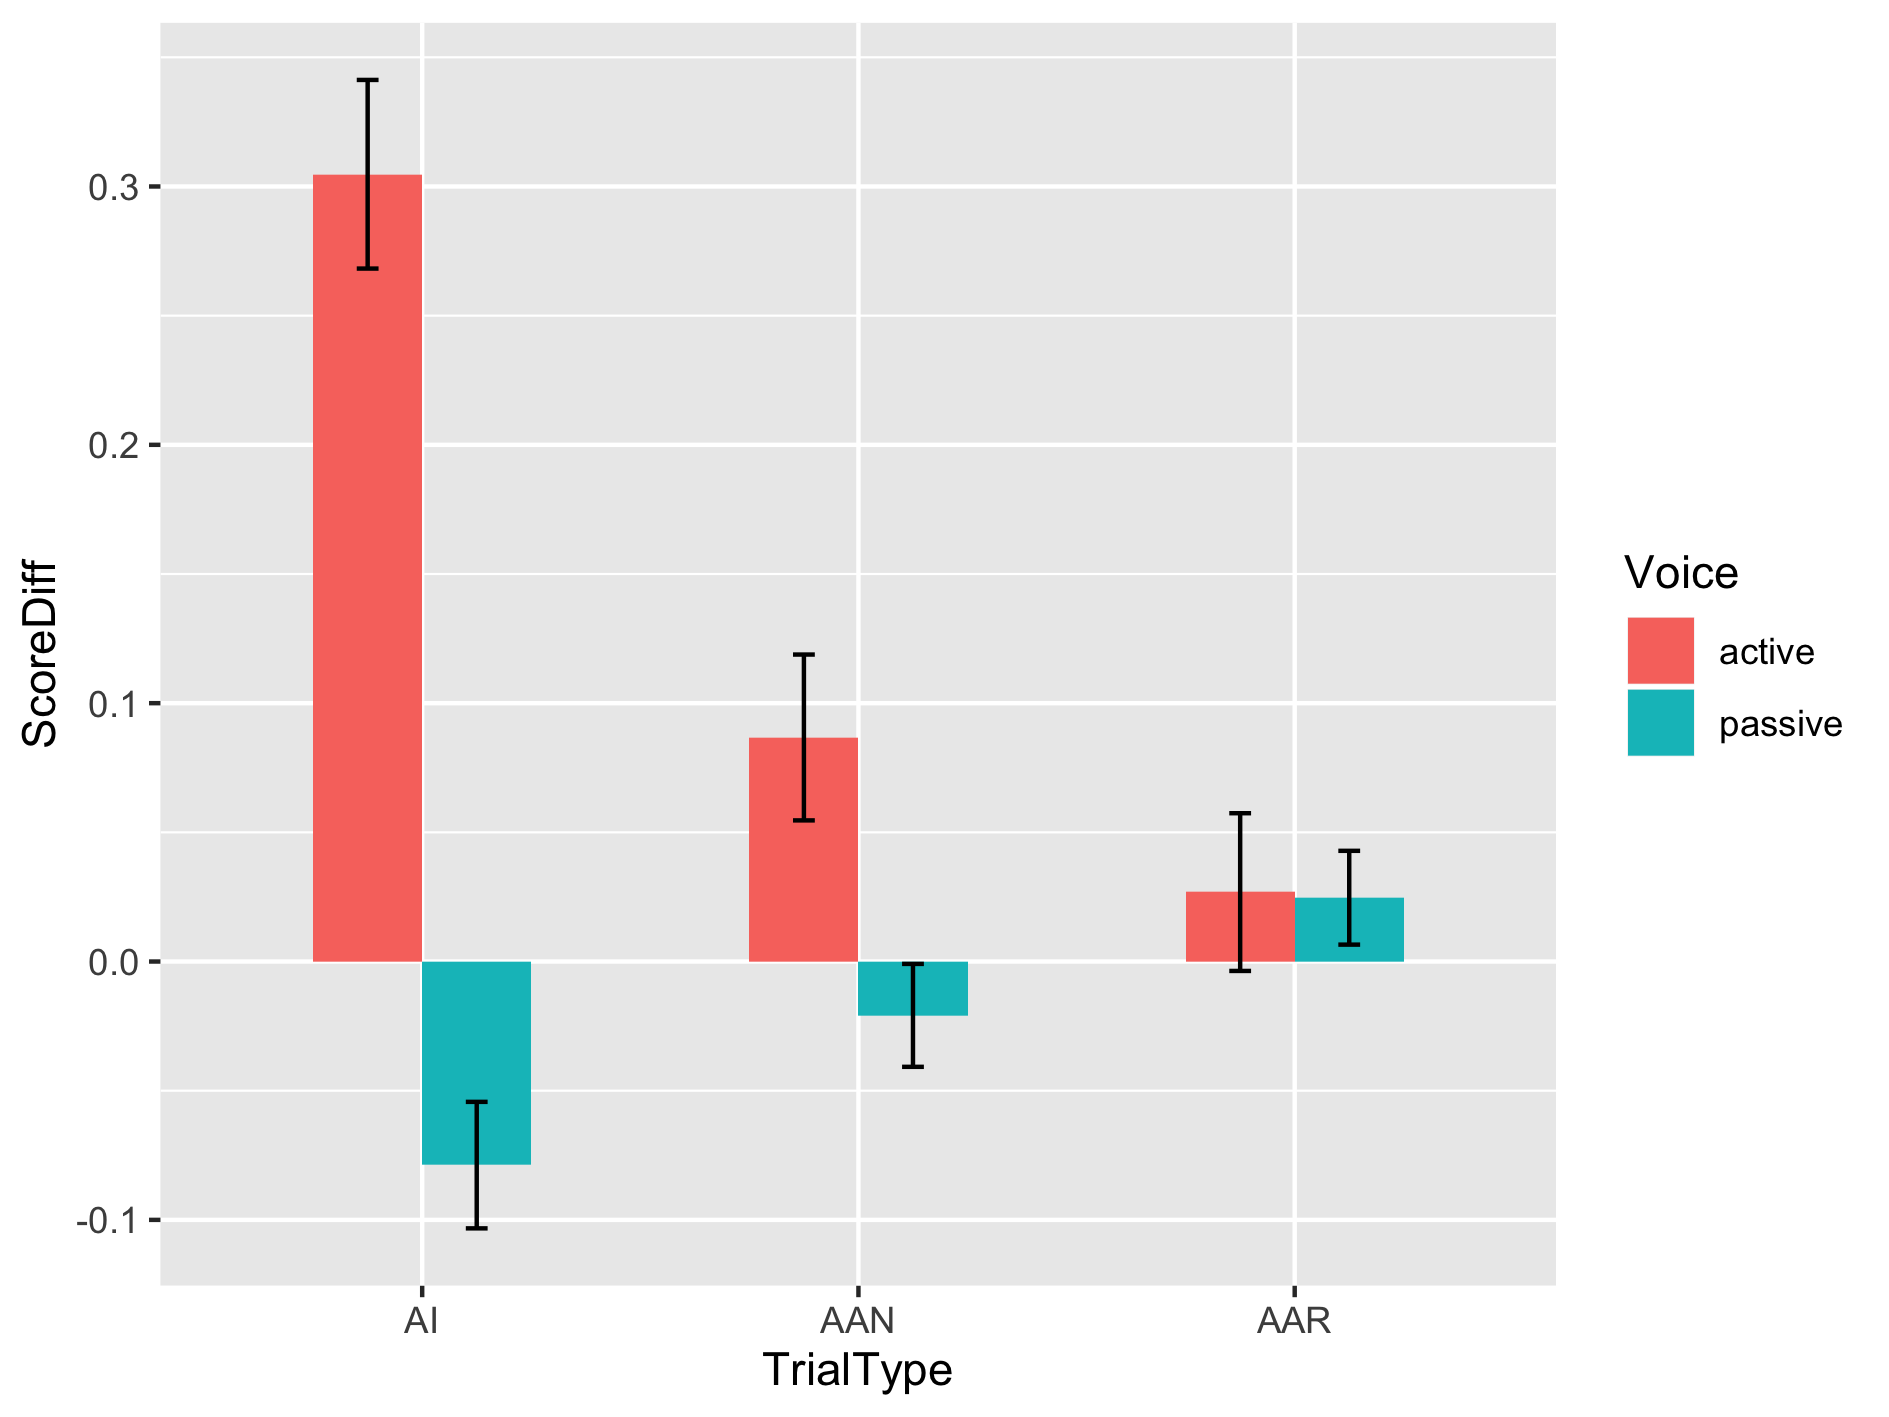 ScoreDiff
0.3
0.2
0.1
0.0
-0.1
AI
AAN
AAR
TrialType
Voice
active
passive